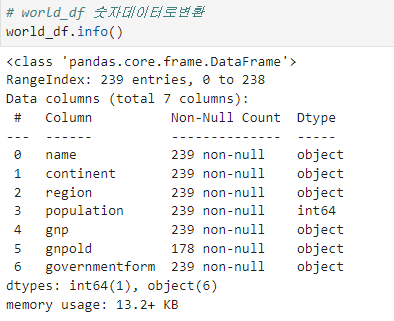 # world_df 숫자데이터로변환
world_df.info()
<class 'pandas.core.frame.DataFrame'>
RangeIndex: 239 entries, 0 to 238
Data columns (total 7 columns):
 #   Column          Non-Null Count  Dtype
---  ------          --------------  -----
 0   name            239 non-null    object
 1   continent       239 non-null    object
 2   region          239 non-null    object
 3   population      239 non-null    int64
 4   gnp             239 non-null    object
 5   gnpold          178 non-null    object
 6   governmentform  239 non-null    object
dtypes: int64(1), object(6)
memory usage: 13.2+ KB